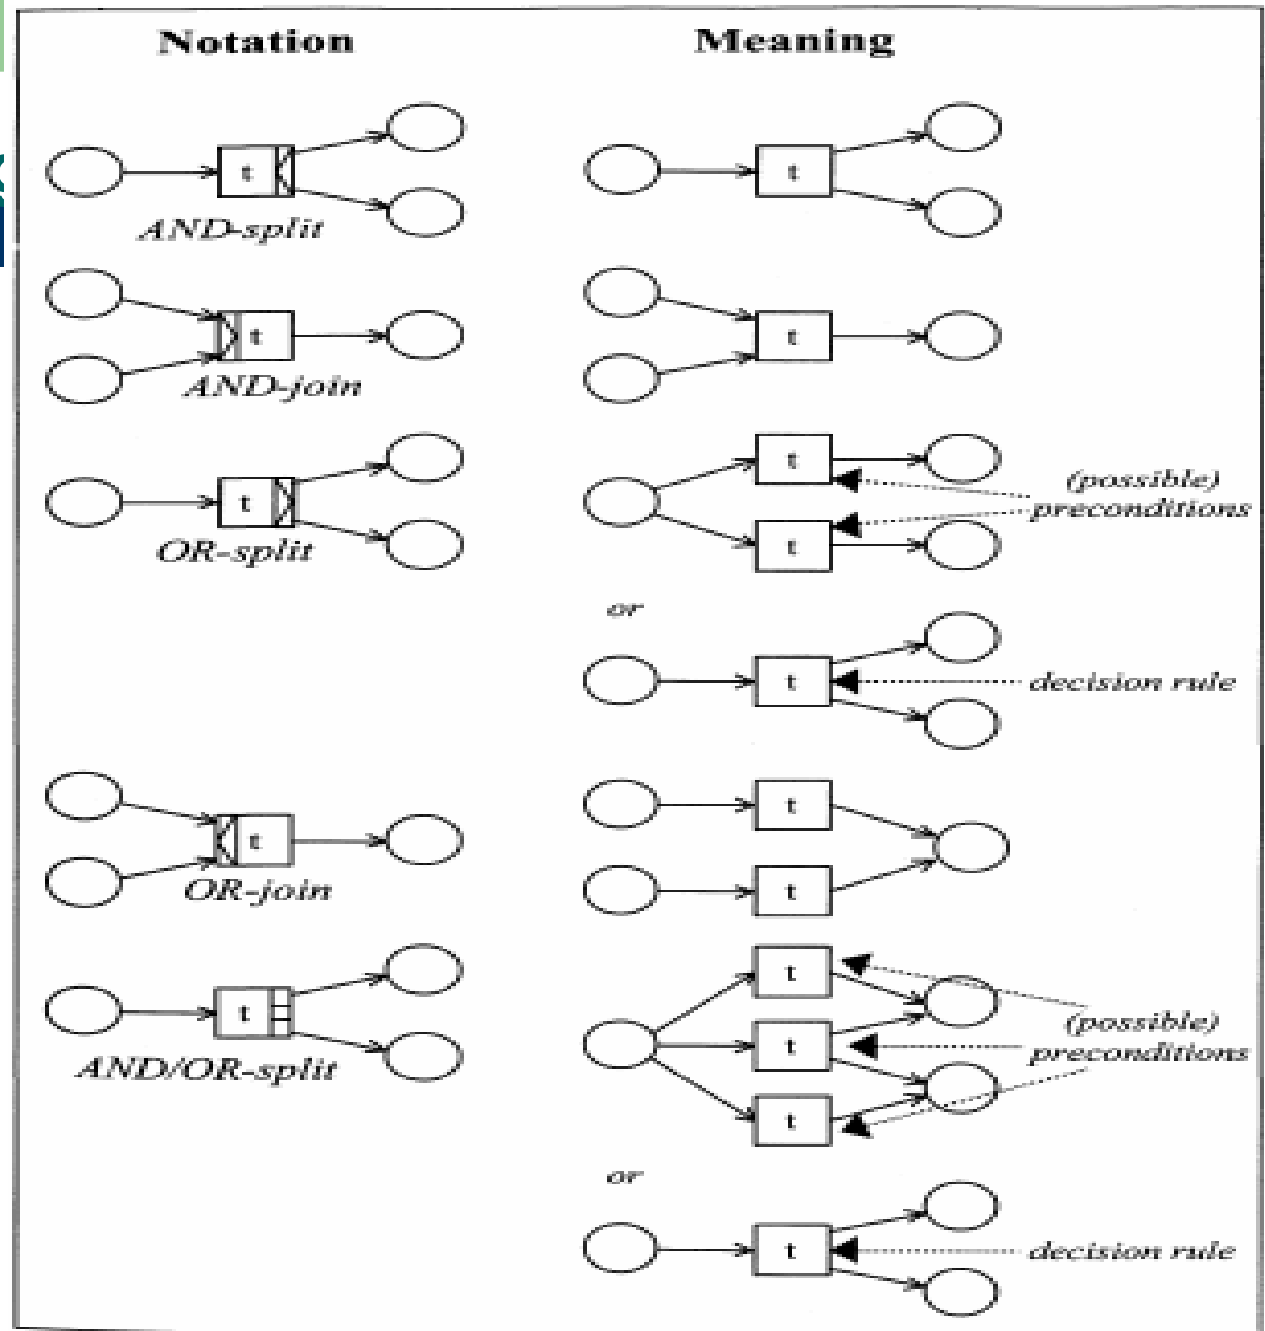 Notation Meaning
t t
AND-split
t t
AND-join
t t
(possible)
preconditions
OR-split
t
or
t decision rule
t
t
OR-join
t
t
t
(possible)
t preconditions
AND/OR-split
t
or
t decision rule